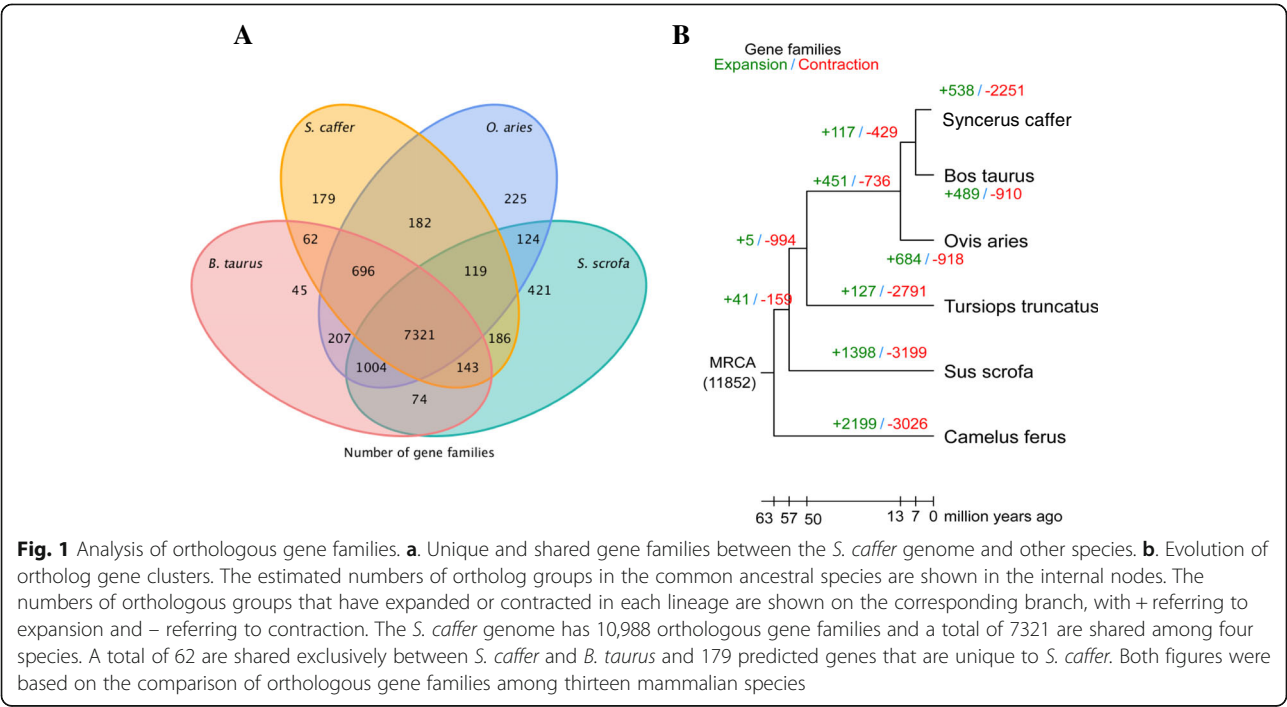 A
S. caffer
O. aries
179
182
225
62
124
B. taurus
696
119
S. scrofa
45
421
207
7321
186
1004
143
74
Number of gene families
B
Gene families
Expansion / Contraction
+538 / -2251
Syncerus caffer
+117 / -429
Bos taurus
+451 / -736
+489 / -910
+5 / -994
Ovis aries
+684 / -918
+127 / -2791
Tursiops truncatus
+41 / -159
+1398 / -3199
MRCA
(11852)
Sus scrofa
+2199 / -3026
Camelus ferus
63 57 50 13 7 0 million years ago
Fig. 1 Analysis of orthologous gene families. a. Unique and shared gene families between the S. caffer genome and other species. b. Evolution of
ortholog gene clusters. The estimated numbers of ortholog groups in the common ancestral species are shown in the internal nodes. The
numbers of orthologous groups that have expanded or contracted in each lineage are shown on the corresponding branch, with + referring to
expansion and – referring to contraction. The S. caffer genome has 10,988 orthologous gene families and a total of 7321 are shared among four
species. A total of 62 are shared exclusively between S. caffer and B. taurus and 179 predicted genes that are unique to S. caffer. Both figures were
based on the comparison of orthologous gene families among thirteen mammalian species